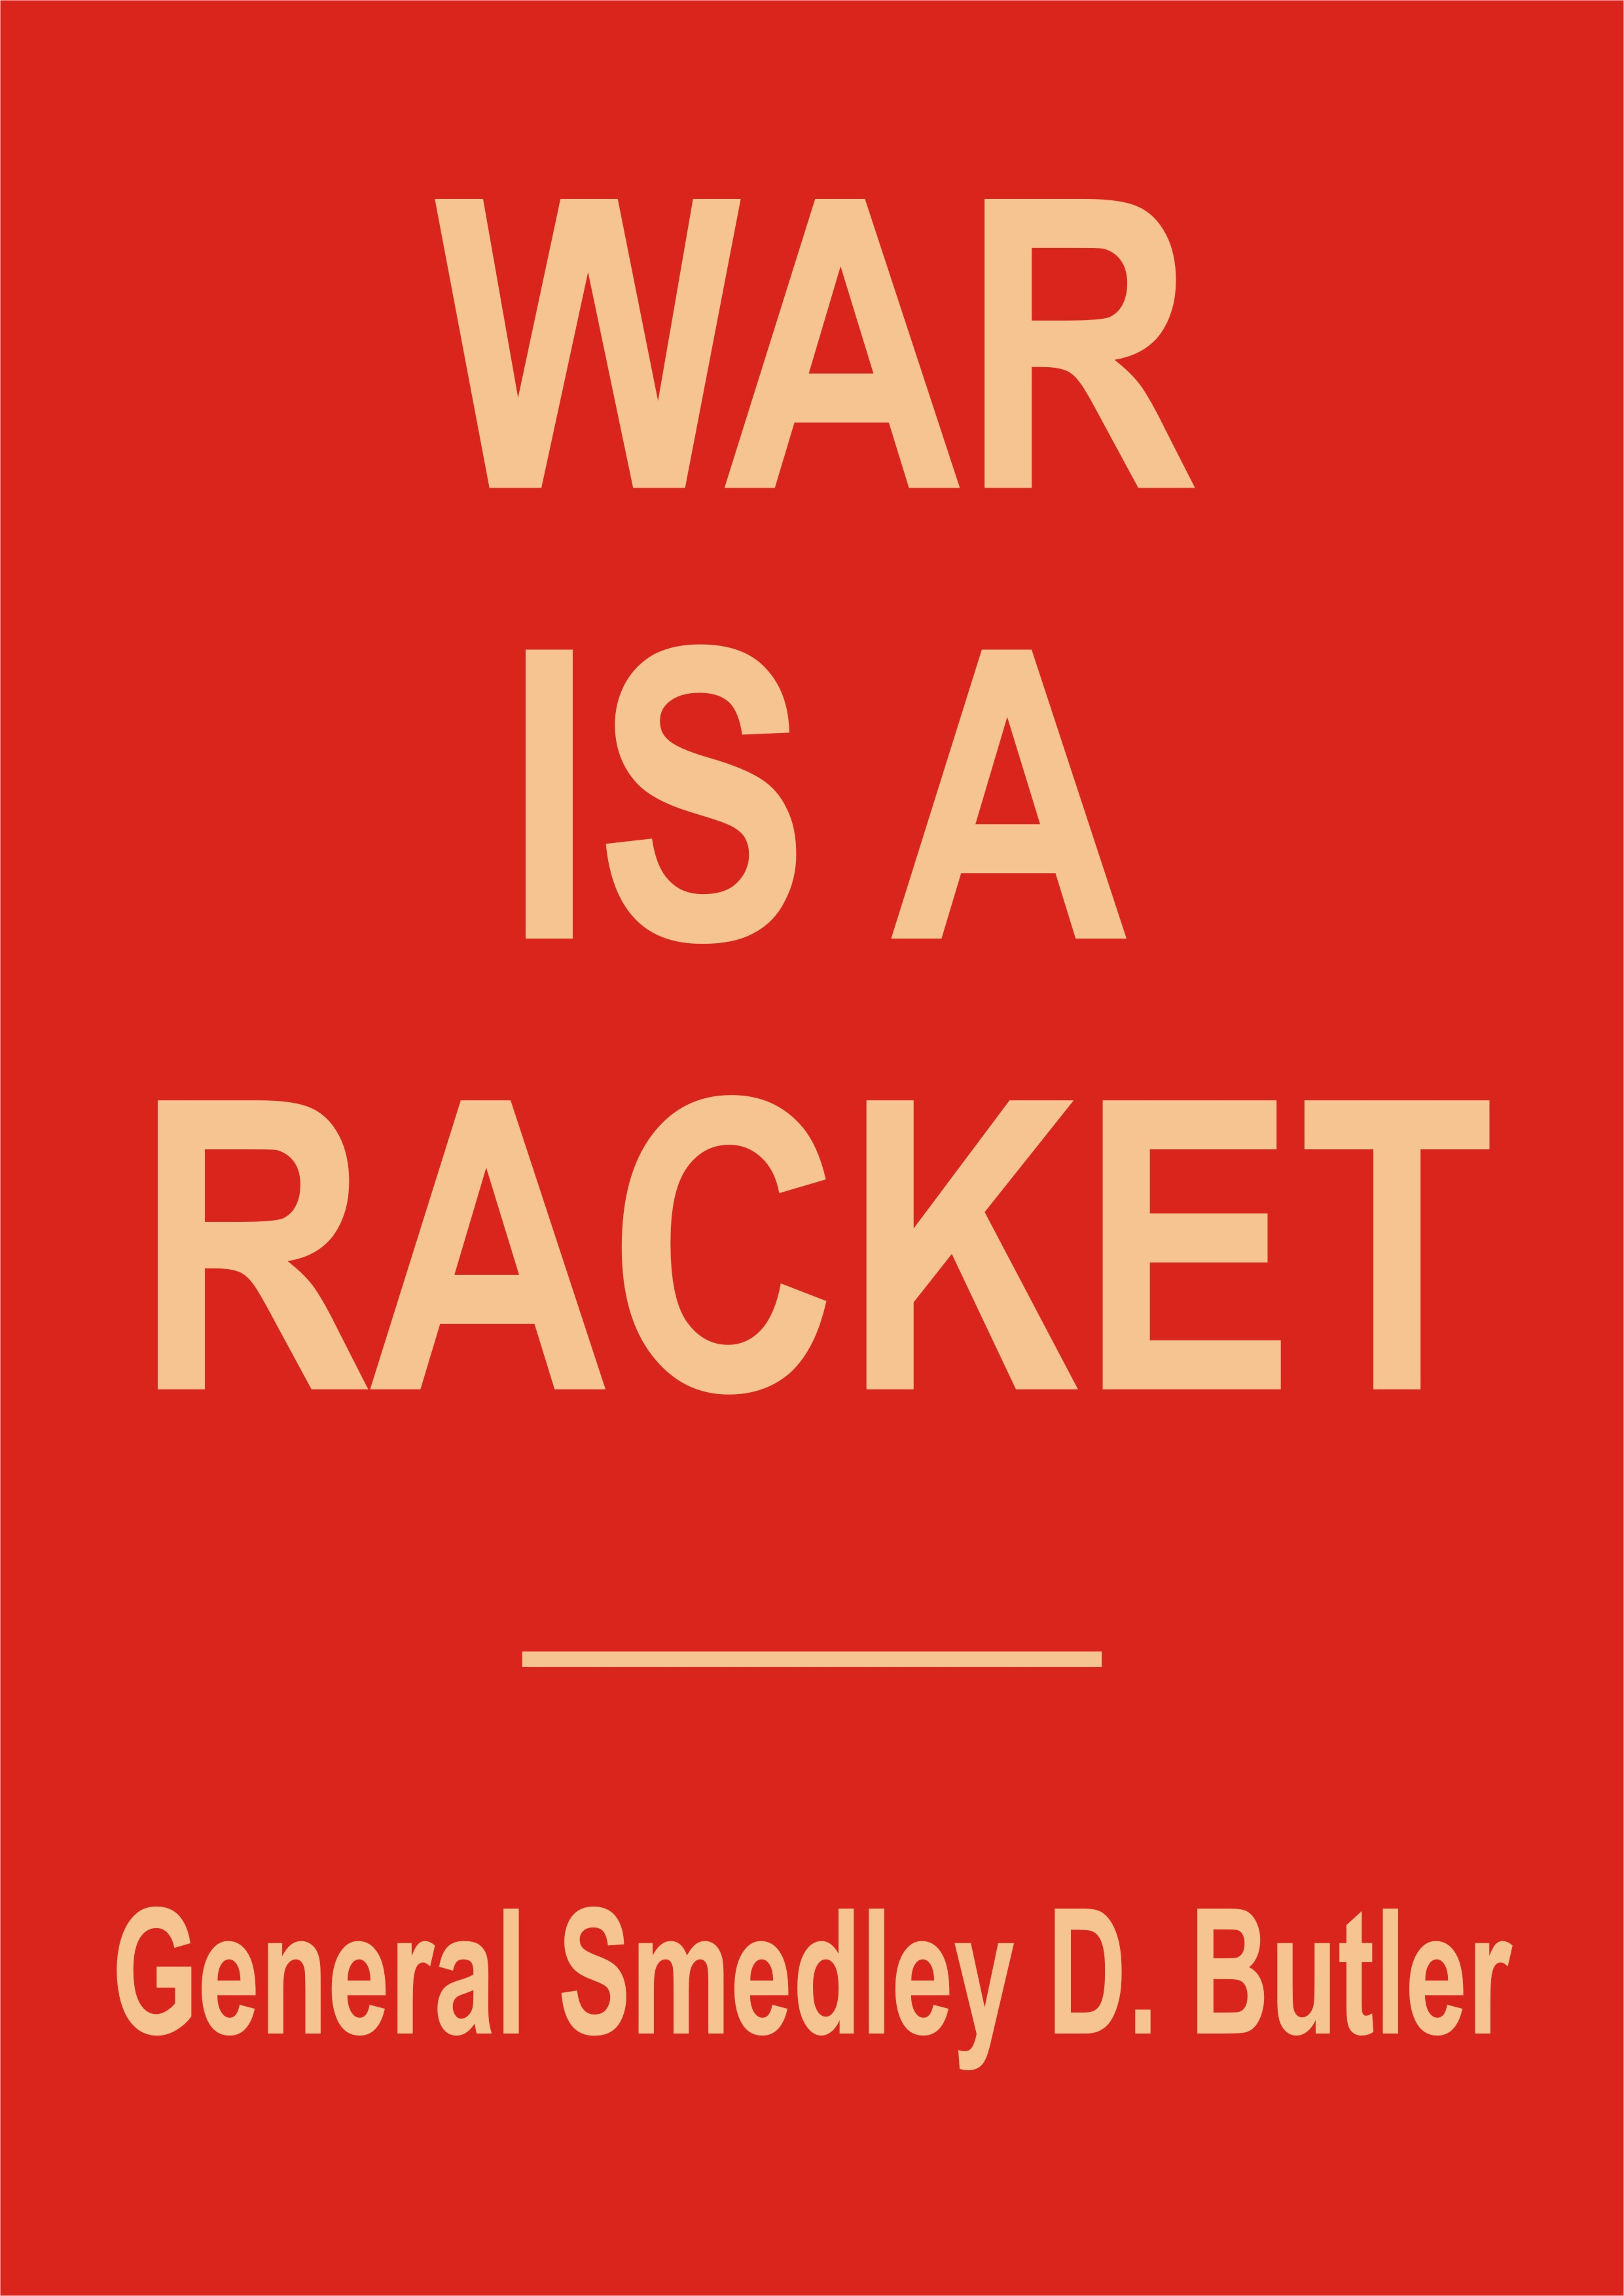 WAR
IS A
RACKET
General Smedley D. Butler